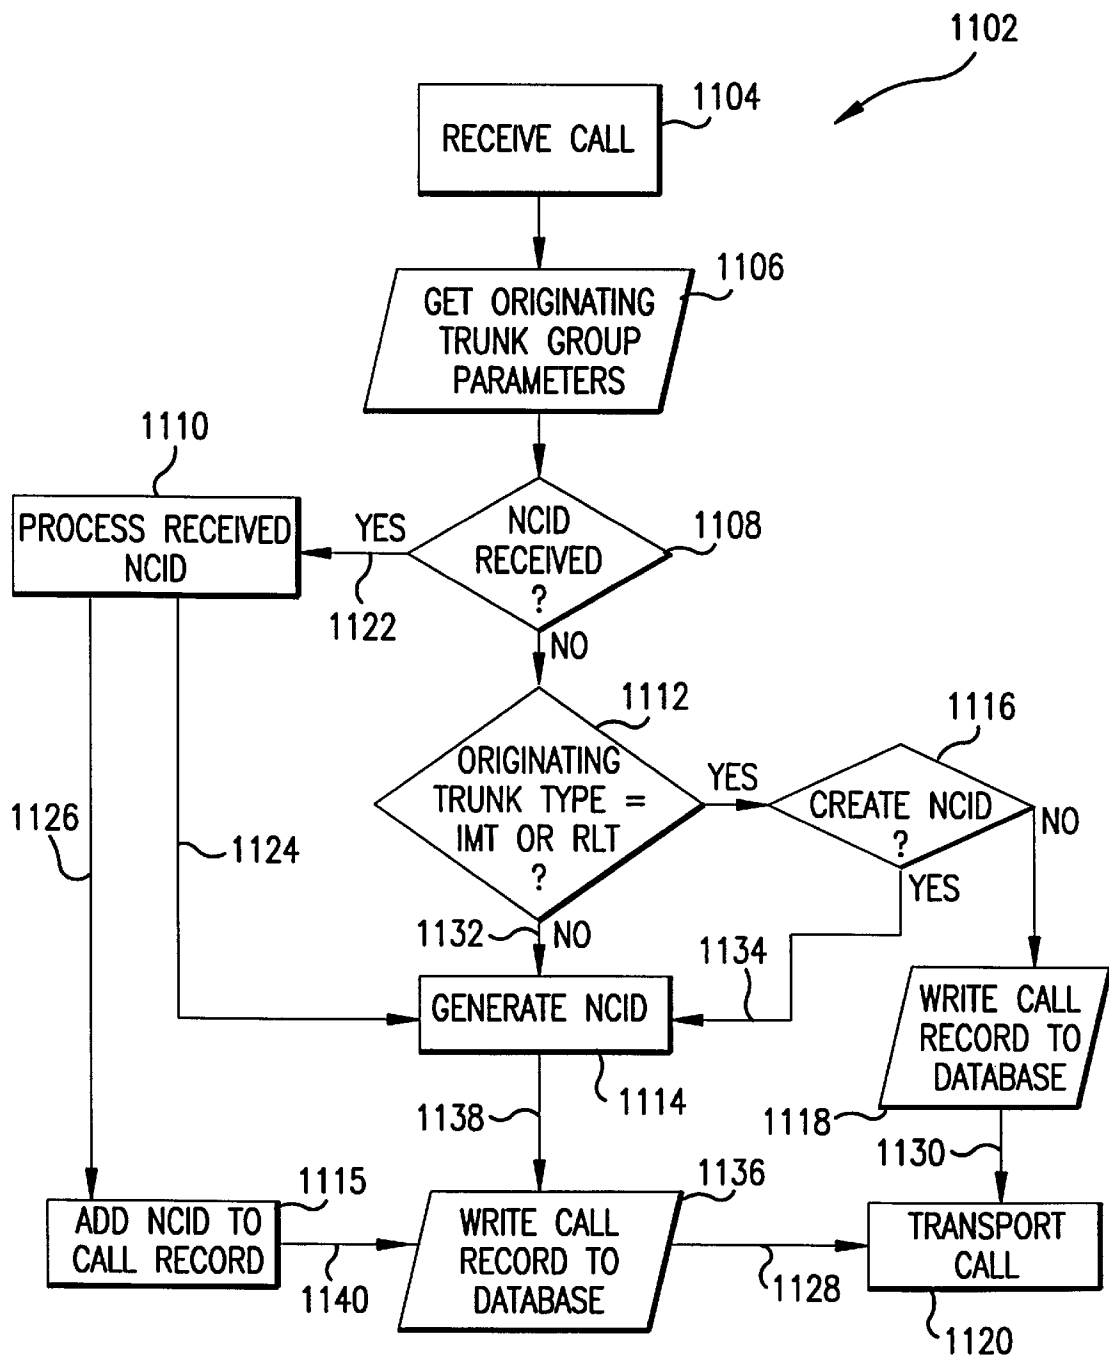 1102
1104
RECEIVE CALL
1106
GET ORIGINATING
TRUNK GROUP
PARAMETERS
1110
PROCESS RECEIVED
NCID
YES
1122
NCID
RECEIVED
?
1108
NO
1112
ORIGINATING
TRUNK TYPE =
IMT OR RLT
?
YES
1116
CREATE NCID
?
NO
YES
1126
1124
1132
NO
1134
GENERATE NCID
1114
WRITE CALL
RECORD TO
DATABASE
1118
1138
1130
1115
ADD NCID TO
CALL RECORD
1140
1136
WRITE CALL
RECORD TO
DATABASE
1128
TRANSPORT
CALL
1120